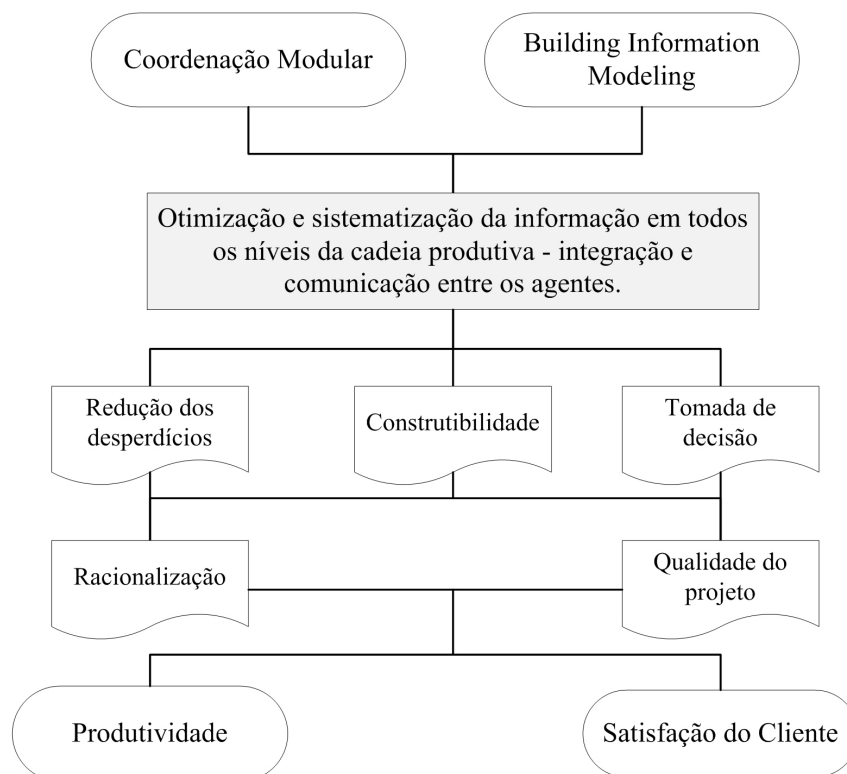 Coordenação Modular
Building Information
Modeling
Otimização e sistematização da informação em todos
os níveis da cadeia produtiva - integração e
comunicação entre os agentes.
Redução dos
desperdícios
Construtibilidade
Tomada de
decisão
Racionalização
Qualidade do
projeto
Produtividade
Satisfação do Cliente